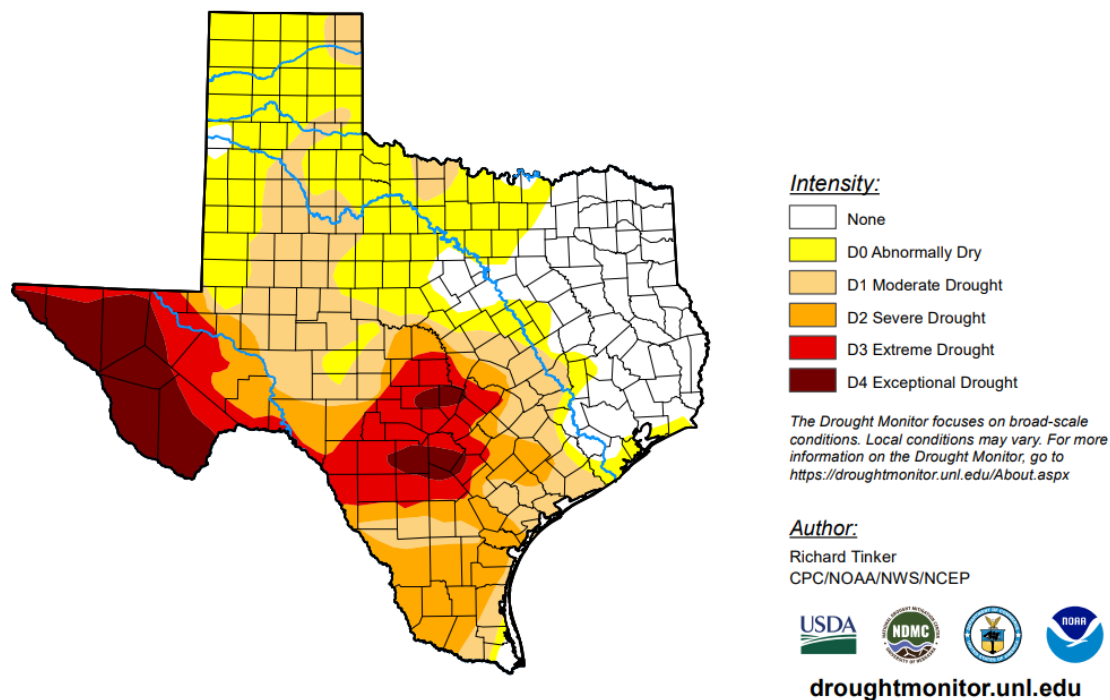 Intensity:
None
D0 Abnormally Dry
D1 Moderate Drought
D2 Severe Drought
D3 Extreme Drought
D4 Exceptional Drought
The Drought Monitor focuses on broad-scale
conditions. Local conditions may vary. For more
information on the Drought Monitor, go to
https://droughtmonitor.unl.edu/About.aspx
Author:
Richard Tinker
CPC/NOAA/NWS/NCEP
USDA
NDMC
NOAA
droughtmonitor.unl.edu